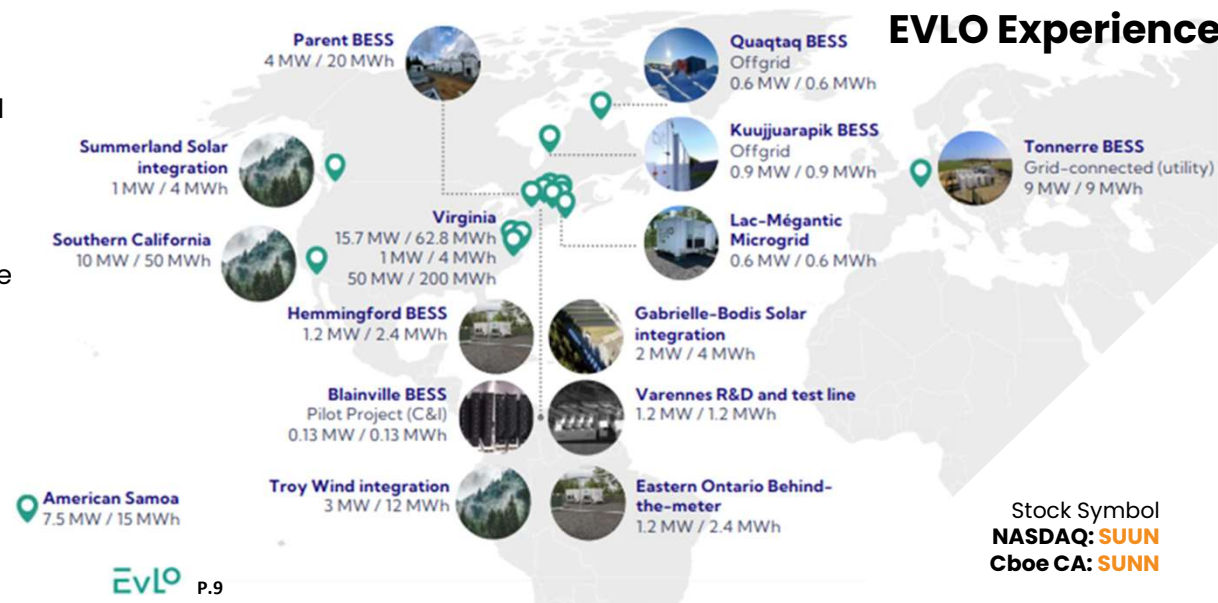 EVLO Experience
Parent BESS
4 MW / 20 MWh
Quaqtaq BESS
Offgrid
0.6 MW / 0.6 MWh
Summerland Solar
integration
1 MW / 4 MWh
Kuujjuarapik BESS
Offgrid
0.9 MW / 0.9 MWh
Tonnerre BESS
Grid-connected (utility)
9 MW / 9 MWh
Southern California
10 MW / 50 MWh
Virginia
15.7 MW / 62.8 MWh
1 MW / 4 MWh
50 MW / 200 MWh
Lac-Mégantic
Microgrid
0.6 MW / 0.6 MWh
Hemmingford BESS
1.2 MW / 2.4 MWh
Gabrielle-Bodis Solar
integration
2 MW / 4 MWh
Blainville BESS
Pilot Project (C&I)
0.13 MW / 0.13 MWh
Varennes R&D and test line
1.2 MW / 1.2 MWh
American Samoa
7.5 MW / 15 MWh
Troy Wind integration
3 MW / 12 MWh
Eastern Ontario Behind-
the-meter
1.2 MW / 2.4 MWh
Stock Symbol
NASDAQ: SUUN
Cboe CA: SUNN
EVLO P.9